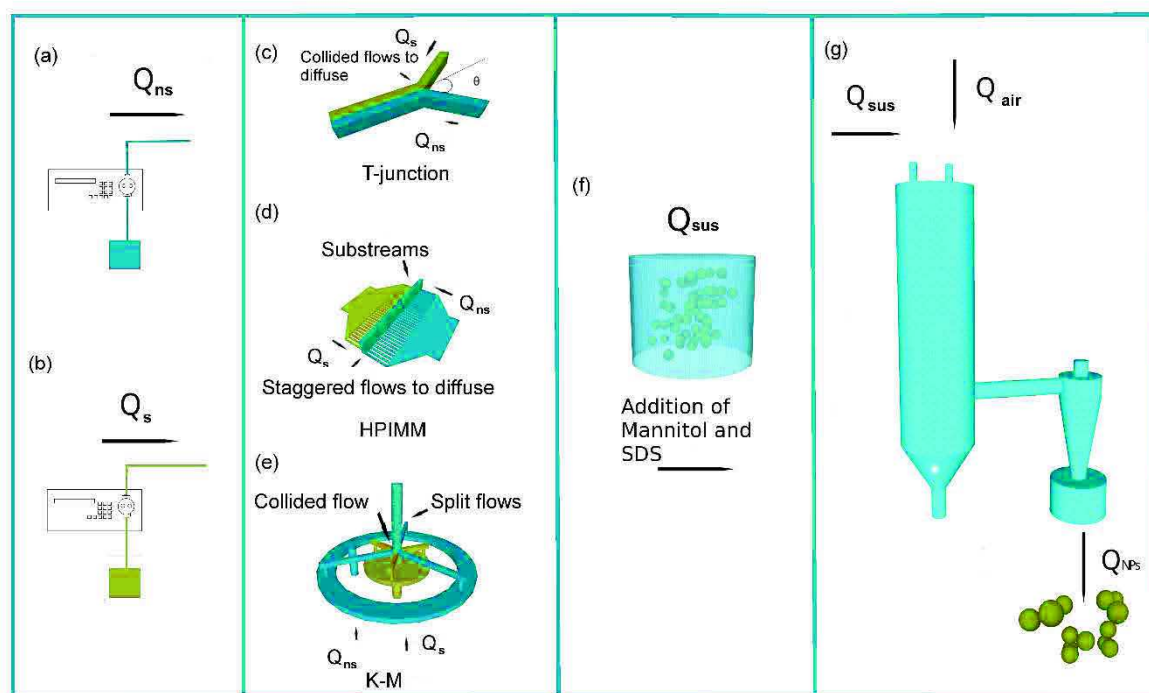 (a)
Qns
(b)
Qs
(c)
Qs
Collided flows to
diffuse
θ
Qns
T-junction
(d)
Substreams
Qns
Qs
Staggered flows to diffuse
HPIMM
(e)
Collided flow
Split flows
Qns
Qs
K-M
(f)
Qsus
Addition of
Mannitol and
SDS
(g)
Qsus
Q air
QNPs